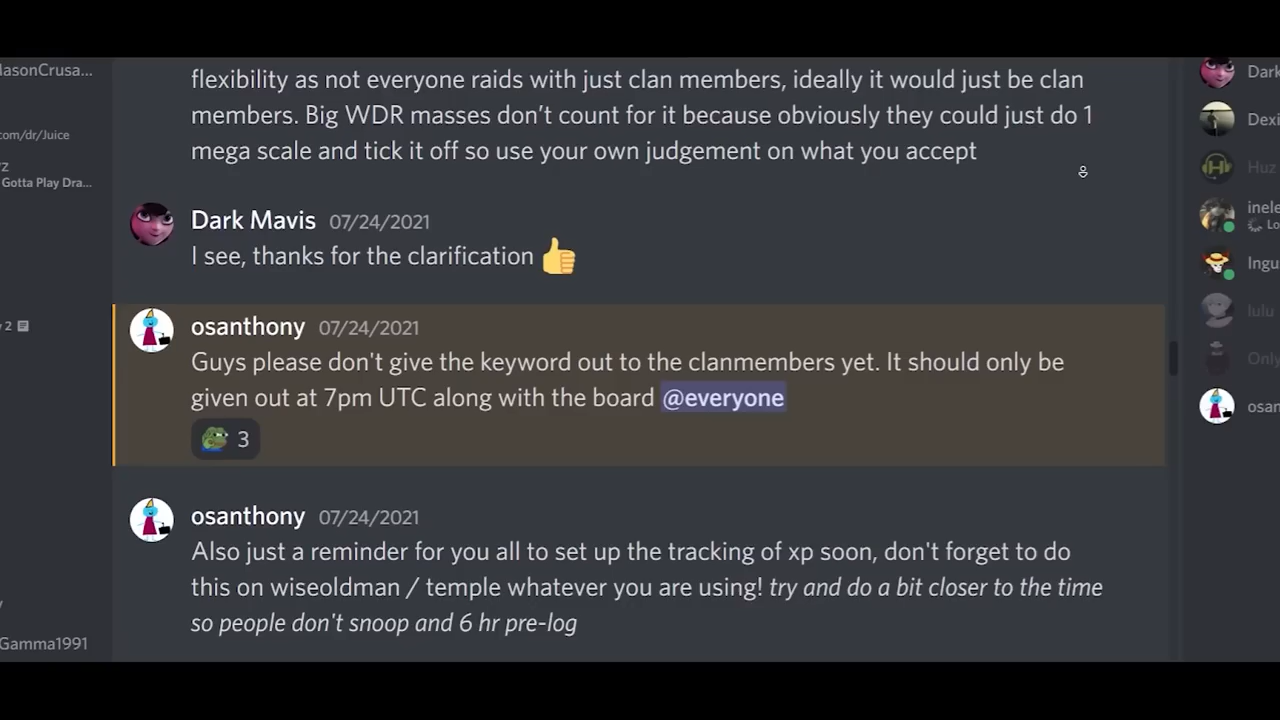 JasonCrusa...
com/dr/Juice
Gotta Play Dra...
2
Gamma1991
flexibility as not everyone raids with just clan members, ideally it would just be clan
members. Big WDR masses don’t count for it because obviously they could just do 1
mega scale and tick it off so use your own judgement on what you accept
Dark Mavis 07/24/2021
I see, thanks for the clarification 👍
osanthony 07/24/2021
Guys please don't give the keyword out to the clanmembers yet. It should only be
given out at 7pm UTC along with the board @everyone
3
osanthony 07/24/2021
Also just a reminder for you all to set up the tracking of xp soon, don't forget to do
this on wiseoldman / temple whatever you are using! try and do a bit closer to the time
so people don't snoop and 6 hr pre-log
Dark
Dexi
Huz
inele
Lo
Ingu
lulu
Only
osan